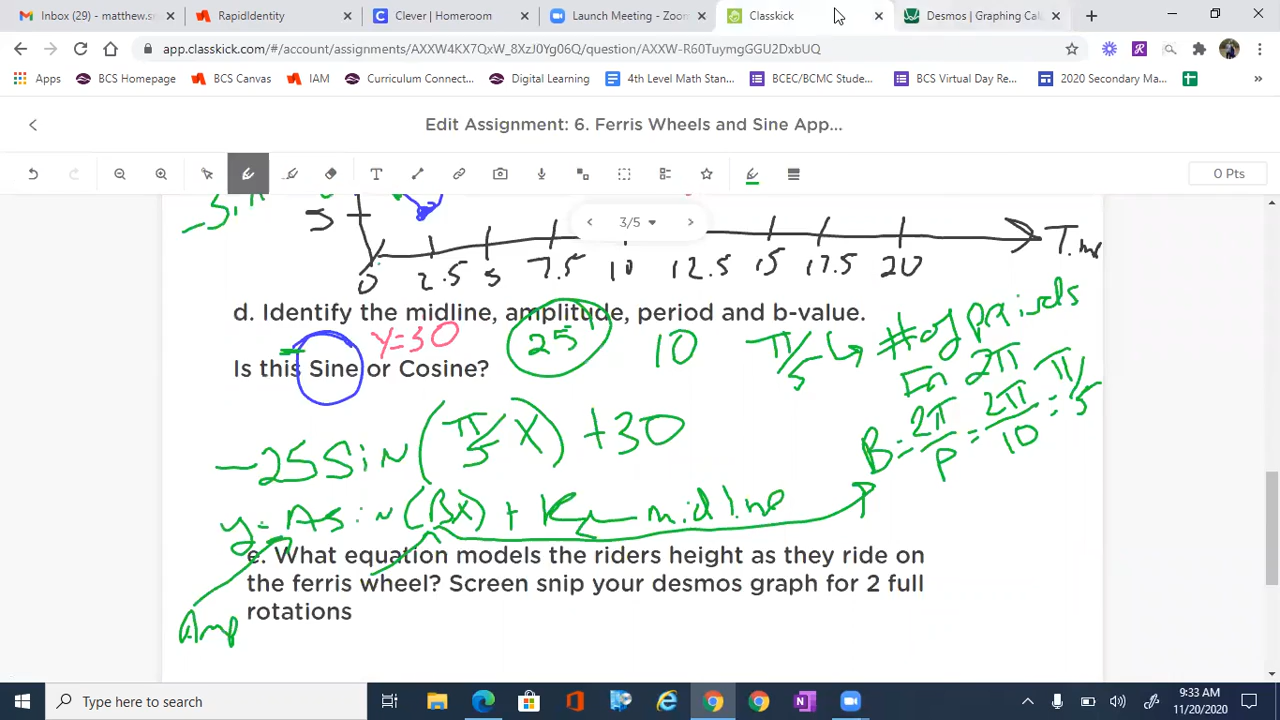 Inbox (29) - matthew.s
RapidIdentity
Clever | Homeroom
Launch Meeting - Zoom
Classkick
Desmos | Graphing Cal
app.classkick.com/#/account/assignments/AXXW4KX7QxW_8XzJ0Yg06Q/question/AXXW-R60TuymgGGU2DxbUQ
Apps
BCS Homepage
BCS Canvas
IAM
Curriculum Connect...
Digital Learning
4th Level Math Stan...
BCEC/BCMC Stude...
BCS Virtual Day Re...
2020 Secondary Ma...
Edit Assignment: 6. Ferris Wheels and Sine App...
0 Pts
3/5
5
0 2.5 5 7.5 10 12.5 15 17.5 20
d. Identify the midline, amplitude, period and b-value.
y=30 25 10 π/5 # of periods
Is this Sine or Cosine?
In 2π
B = 2π/P = 2π/10 = π/5
-25 Sin (π/5 x) + 30
y = A sin (Bx) + K midline
e. What equation models the riders height as they ride on
the ferris wheel? Screen snip your desmos graph for 2 full
rotations
Amp
Type here to search
9:33 AM
11/20/2020